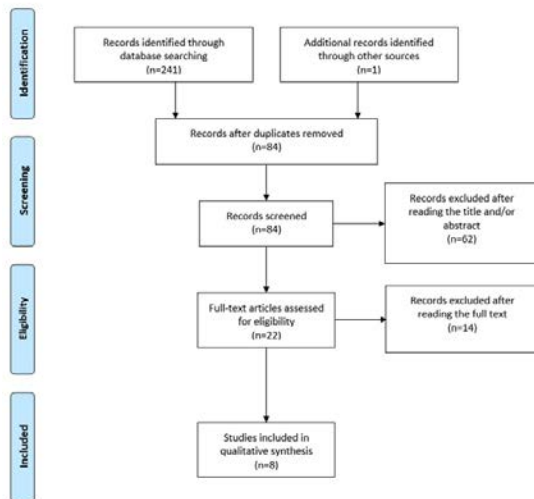 Identification
Records identified through
database searching
(n=241)
Additional records identified
through other sources
(n=1)
Records after duplicates removed
(n=84)
Screening
Records screened
(n=84)
Records excluded after
reading the title and/or
abstract
(n=62)
Eligibility
Full-text articles assessed
for eligibility
(n=22)
Records excluded after
reading the full text
(n=14)
Included
Studies included in
qualitative synthesis
(n=8)